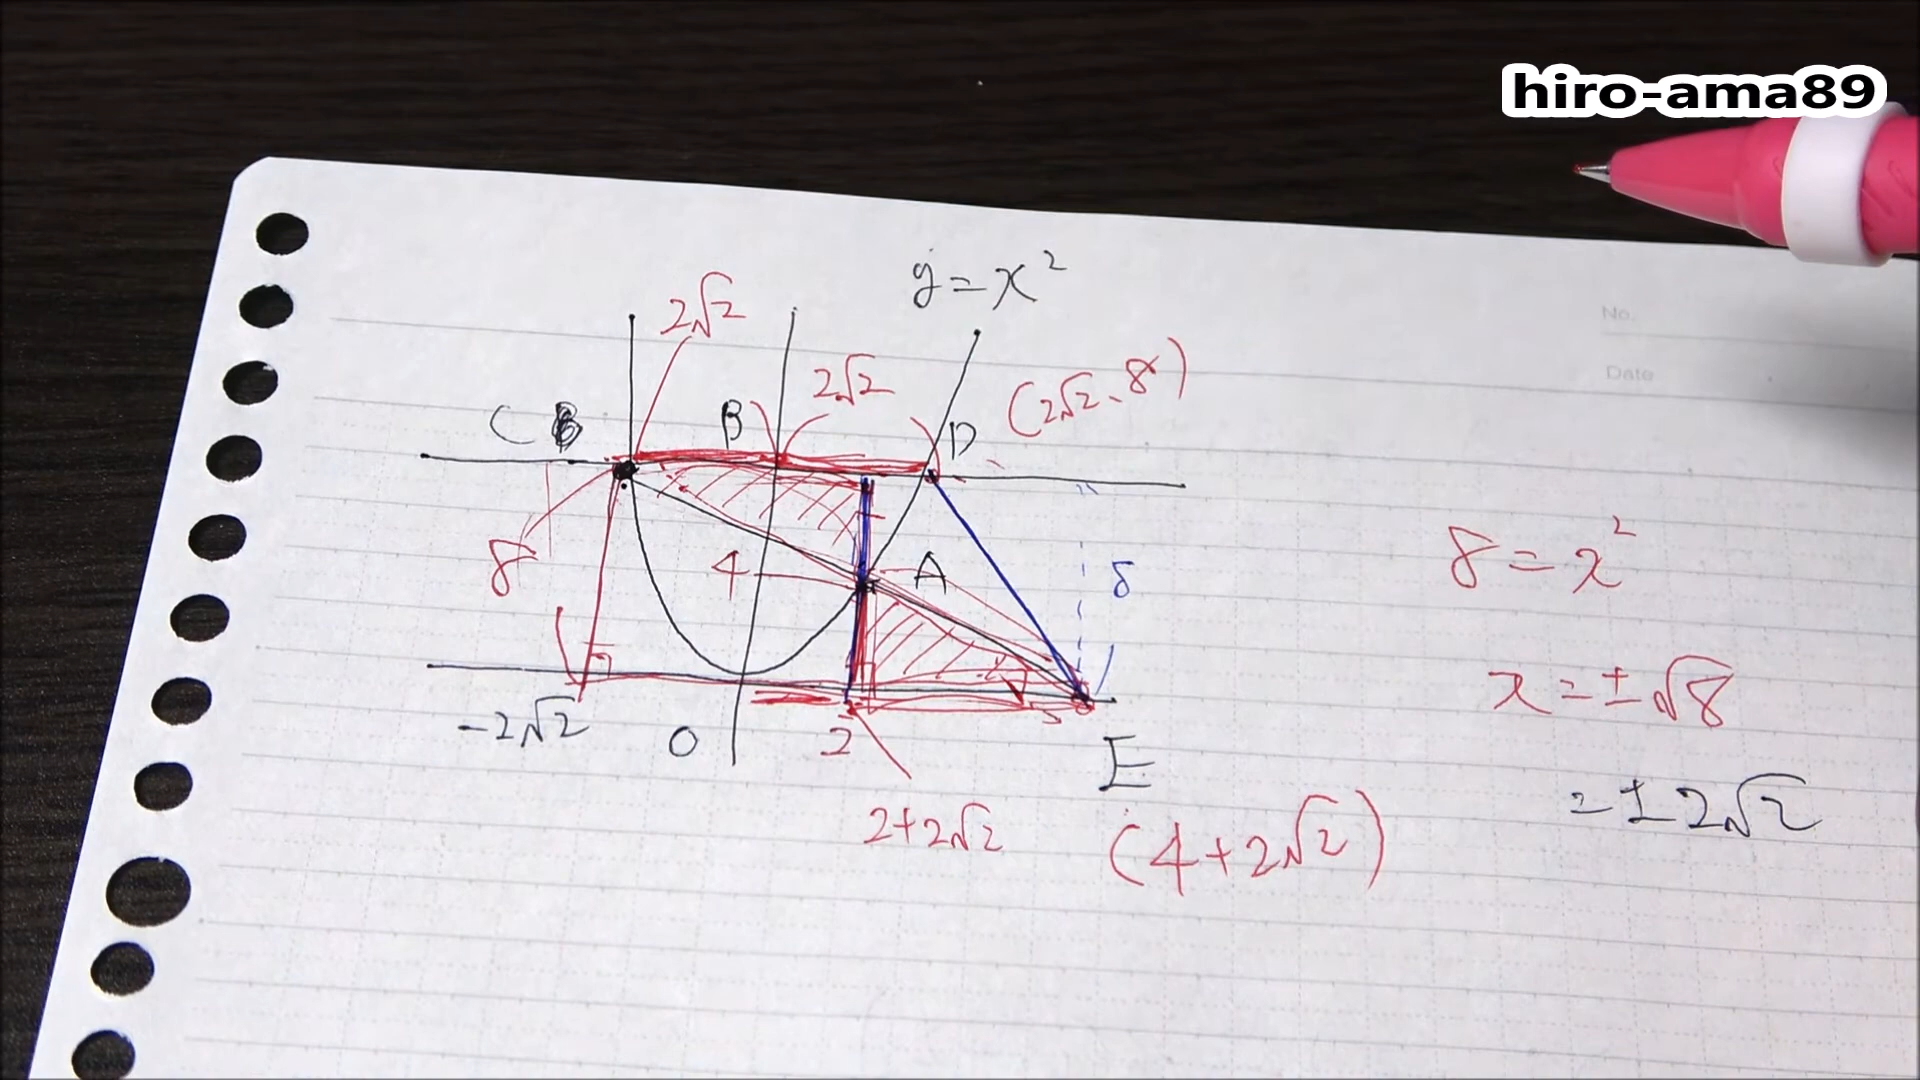 hiro-ama89
y=x²
No.
Date
2√2
2√2
(2√2、8)
C
B
D
8
4
A
8
8=x²
x=±√8
=±2√2
-2√2
O
2
E
2+2√2
(4+2√2)